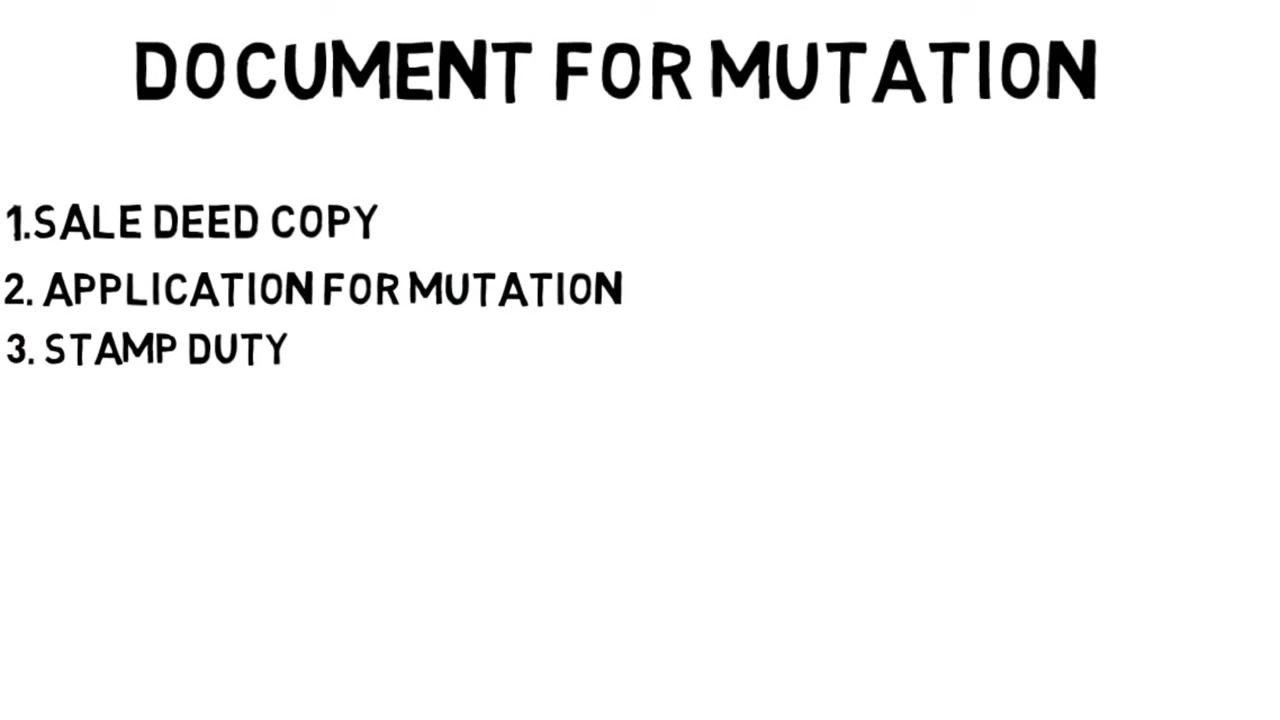 DOCUMENT FOR MUTATION
1.SALE DEED COPY
2. APPLICATION FOR MUTATION
3. STAMP DUTY